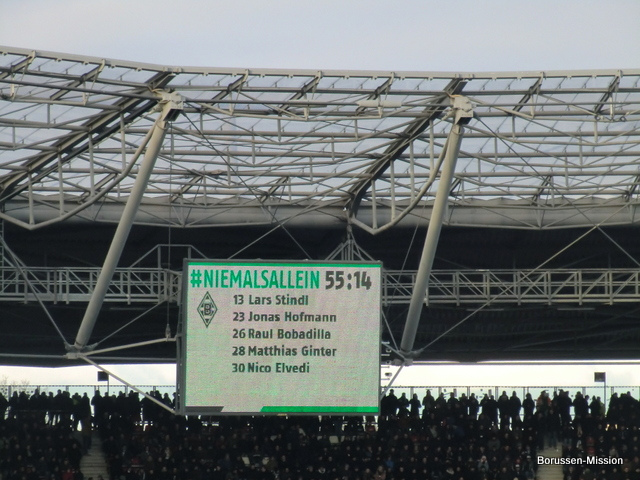 #NIEMALSALLEIN 55:14
13 Lars Stindl
23 Jonas Hofmann
26 Raul Bobadilla
28 Matthias Ginter
30 Nico Elvedi
Borussen-Mission